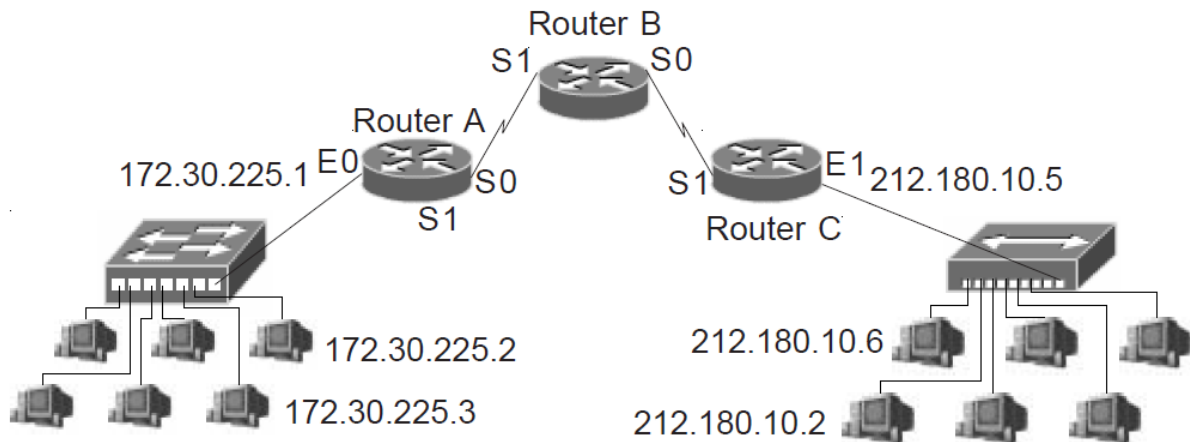 Router B
S1
S0
Router A
172.30.225.1
E0
S0
S1
S1
E1
212.180.10.5
Router C
172.30.225.2
172.30.225.3
212.180.10.6
212.180.10.2